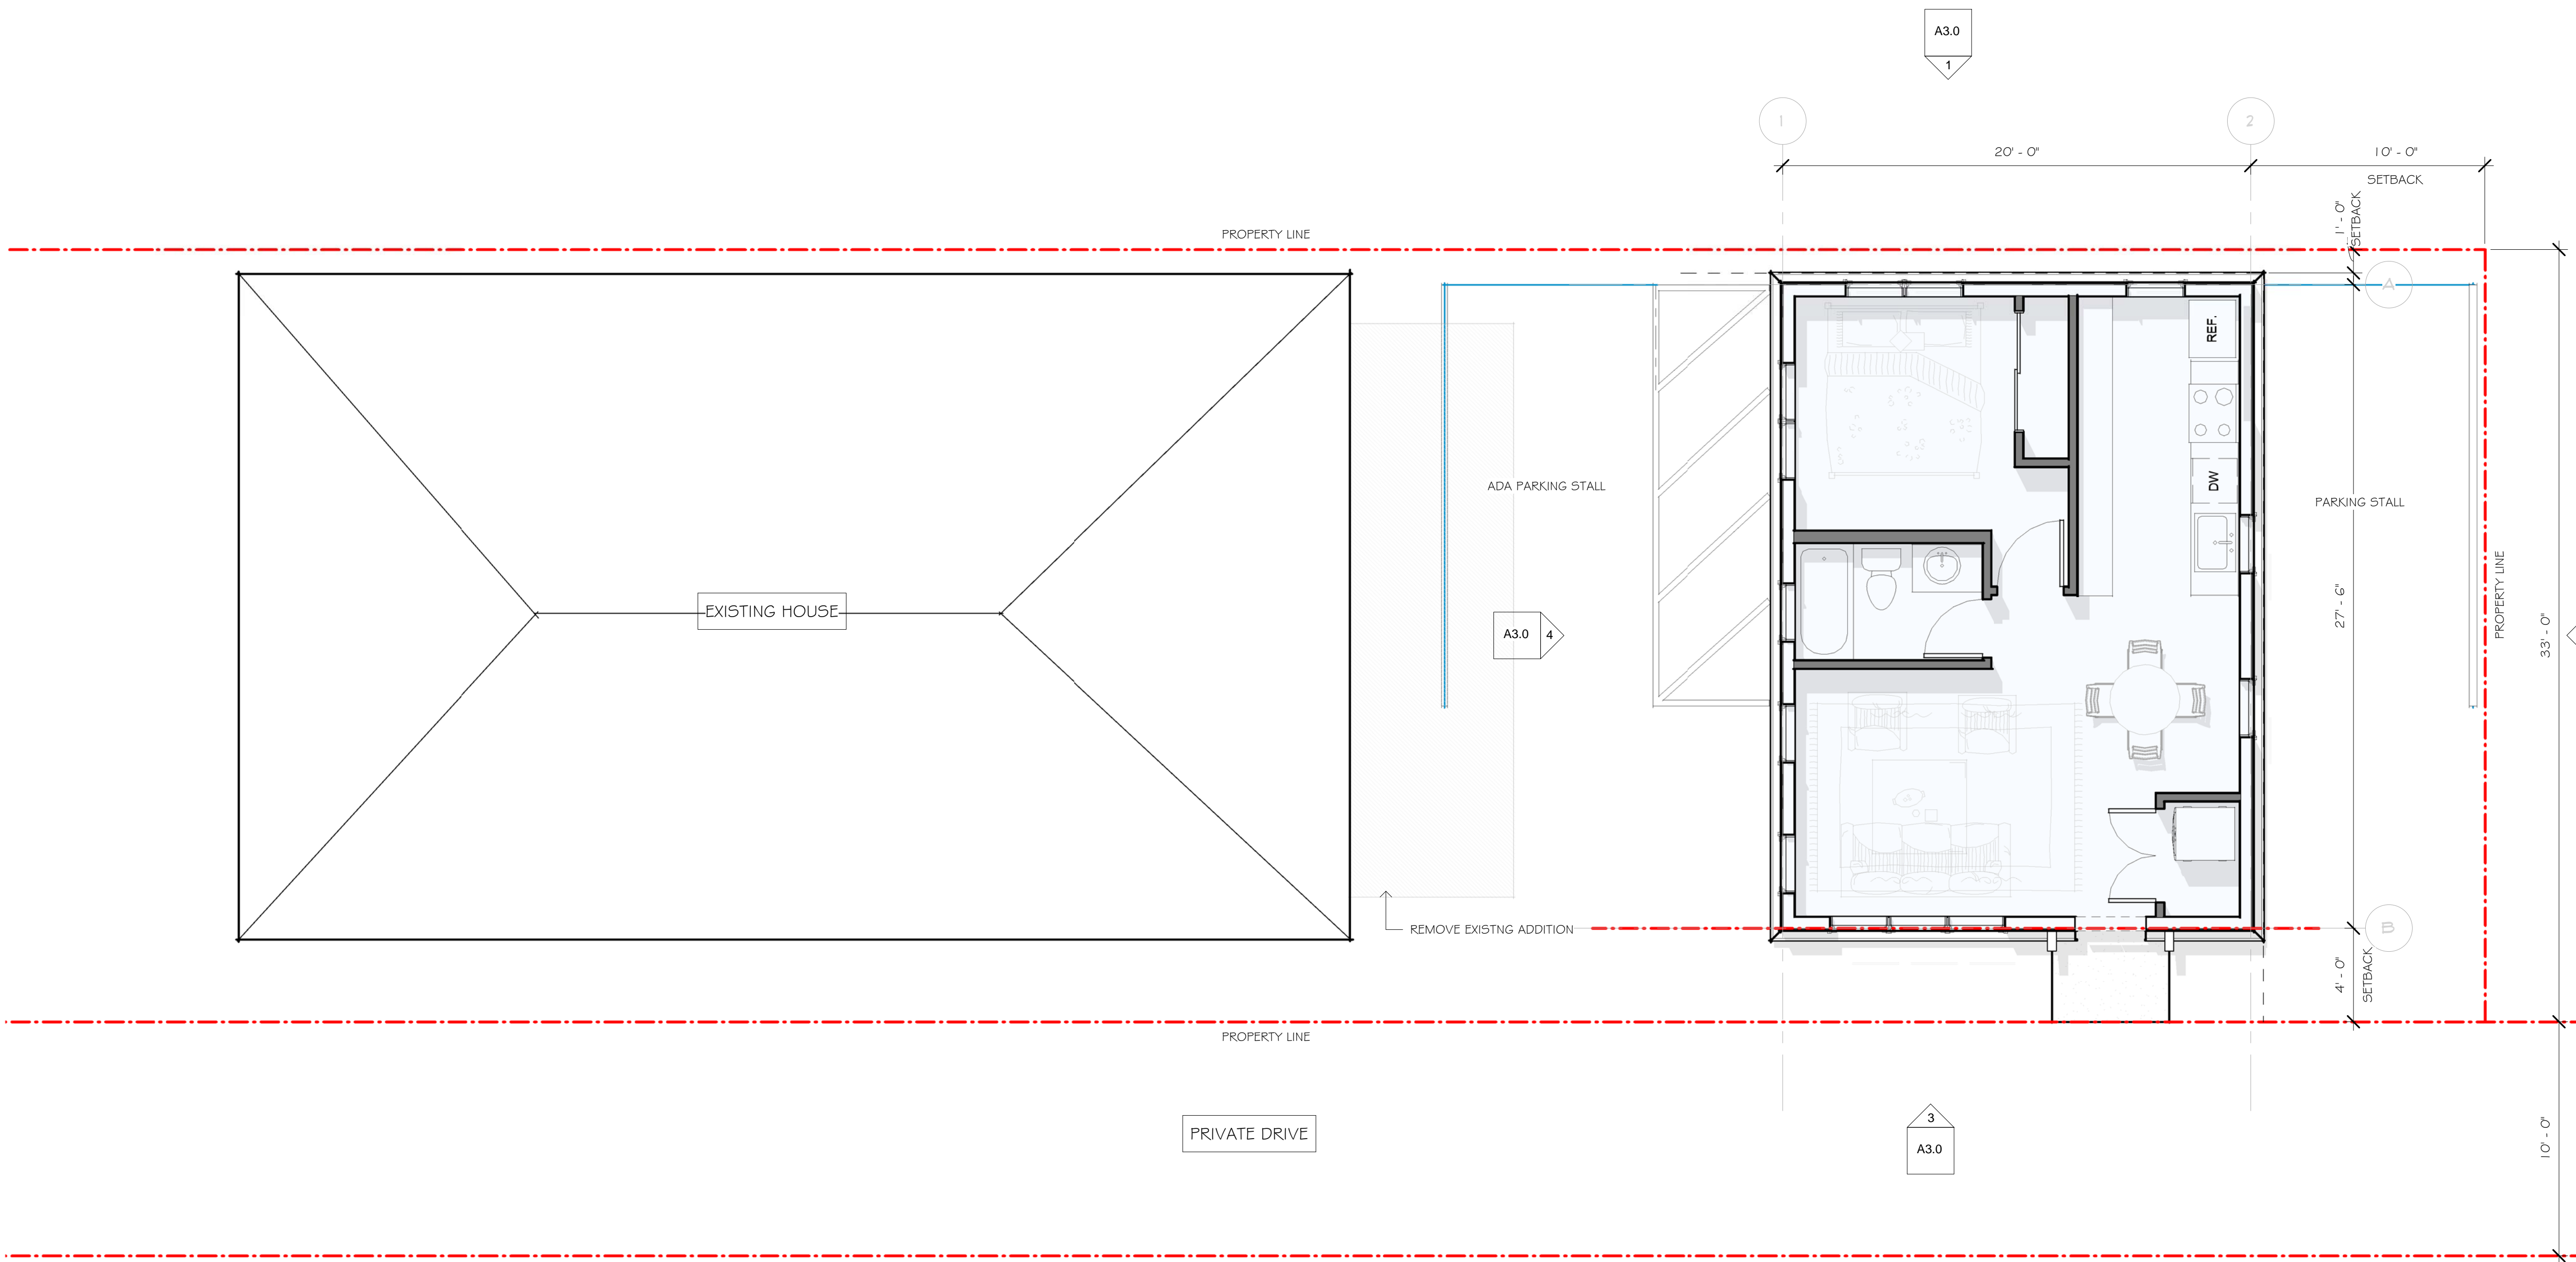 A3.0
1
1
2
20' - 0"
10' - 0"
SETBACK
1' - 0"
SETBACK
PROPERTY LINE
A
REF.
DW
ADA PARKING STALL
PARKING STALL
EXISTING HOUSE
A3.0
4
27' - 6"
PROPERTY LINE
33' - 0"
REMOVE EXISTNG ADDITION
B
4' - 0"
SETBACK
PROPERTY LINE
PRIVATE DRIVE
3
A3.0
10' - 0"